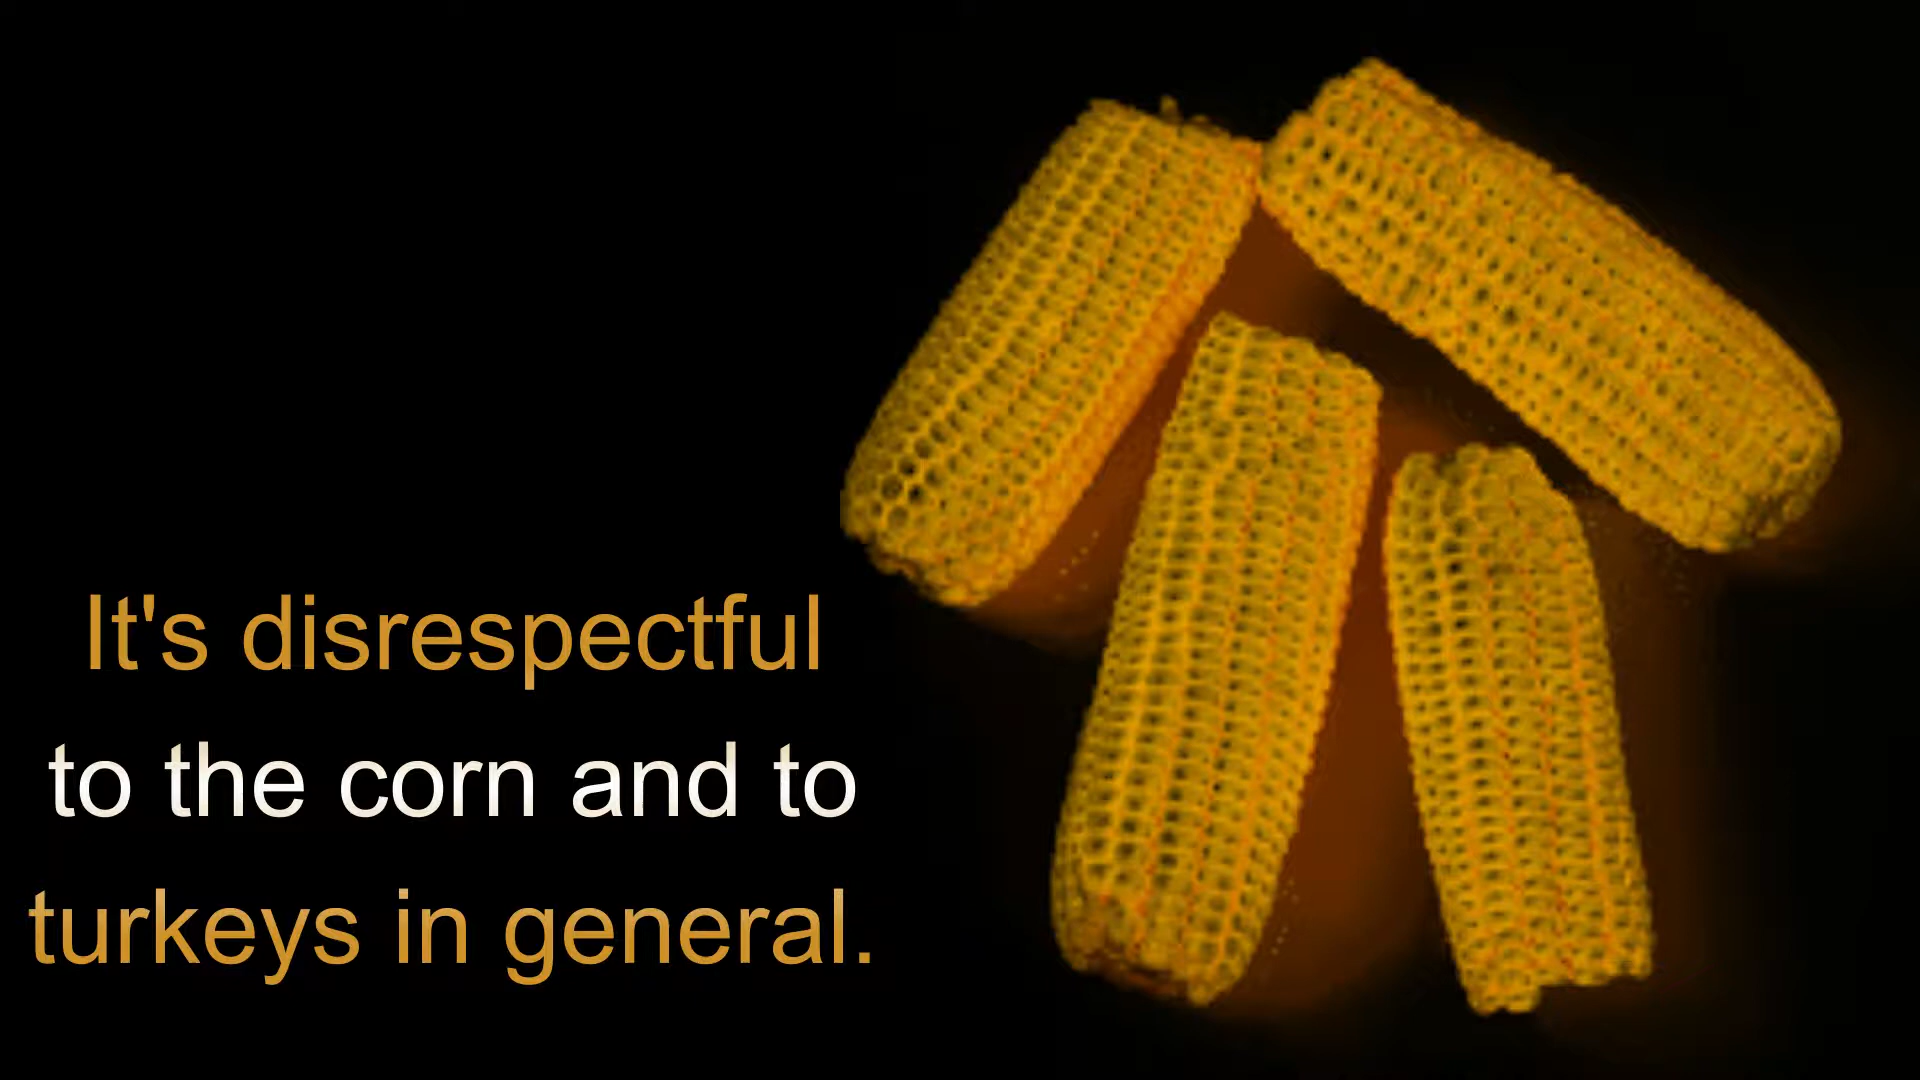 It's disrespectful
to the corn and to
turkeys in general.